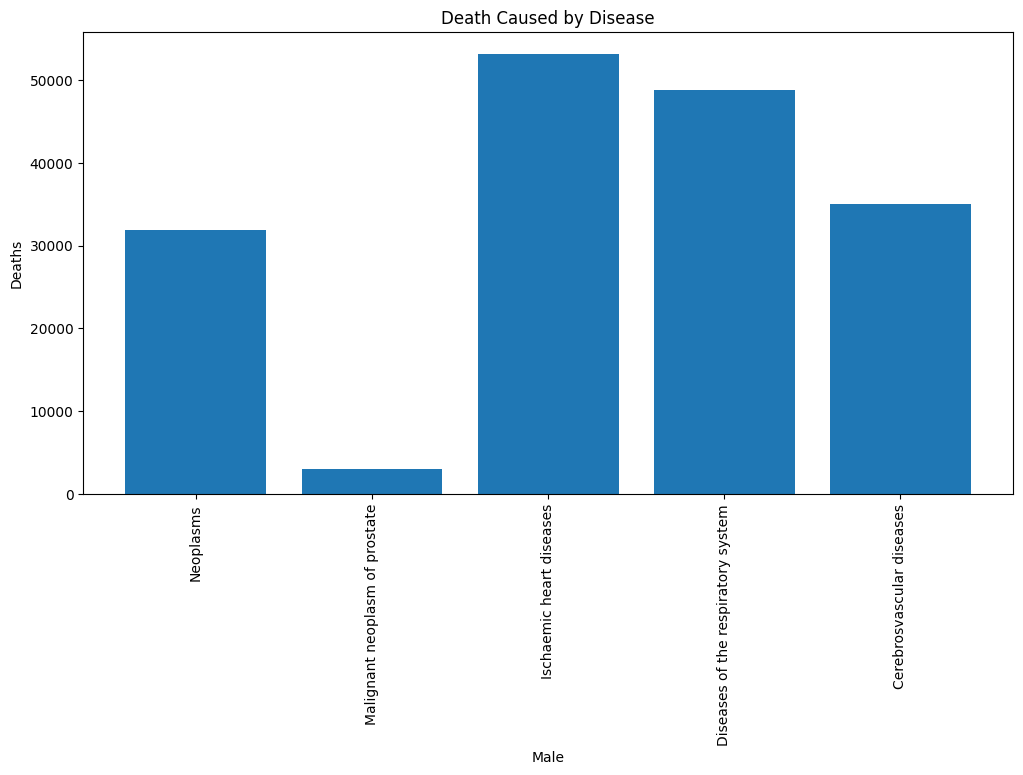 Death Caused by Disease
Deaths
50000
40000
30000
20000
10000
0
Neoplasms
Malignant neoplasm of prostate
Ischaemic heart diseases
Diseases of the respiratory system
Cerebrosvascular diseases
Male